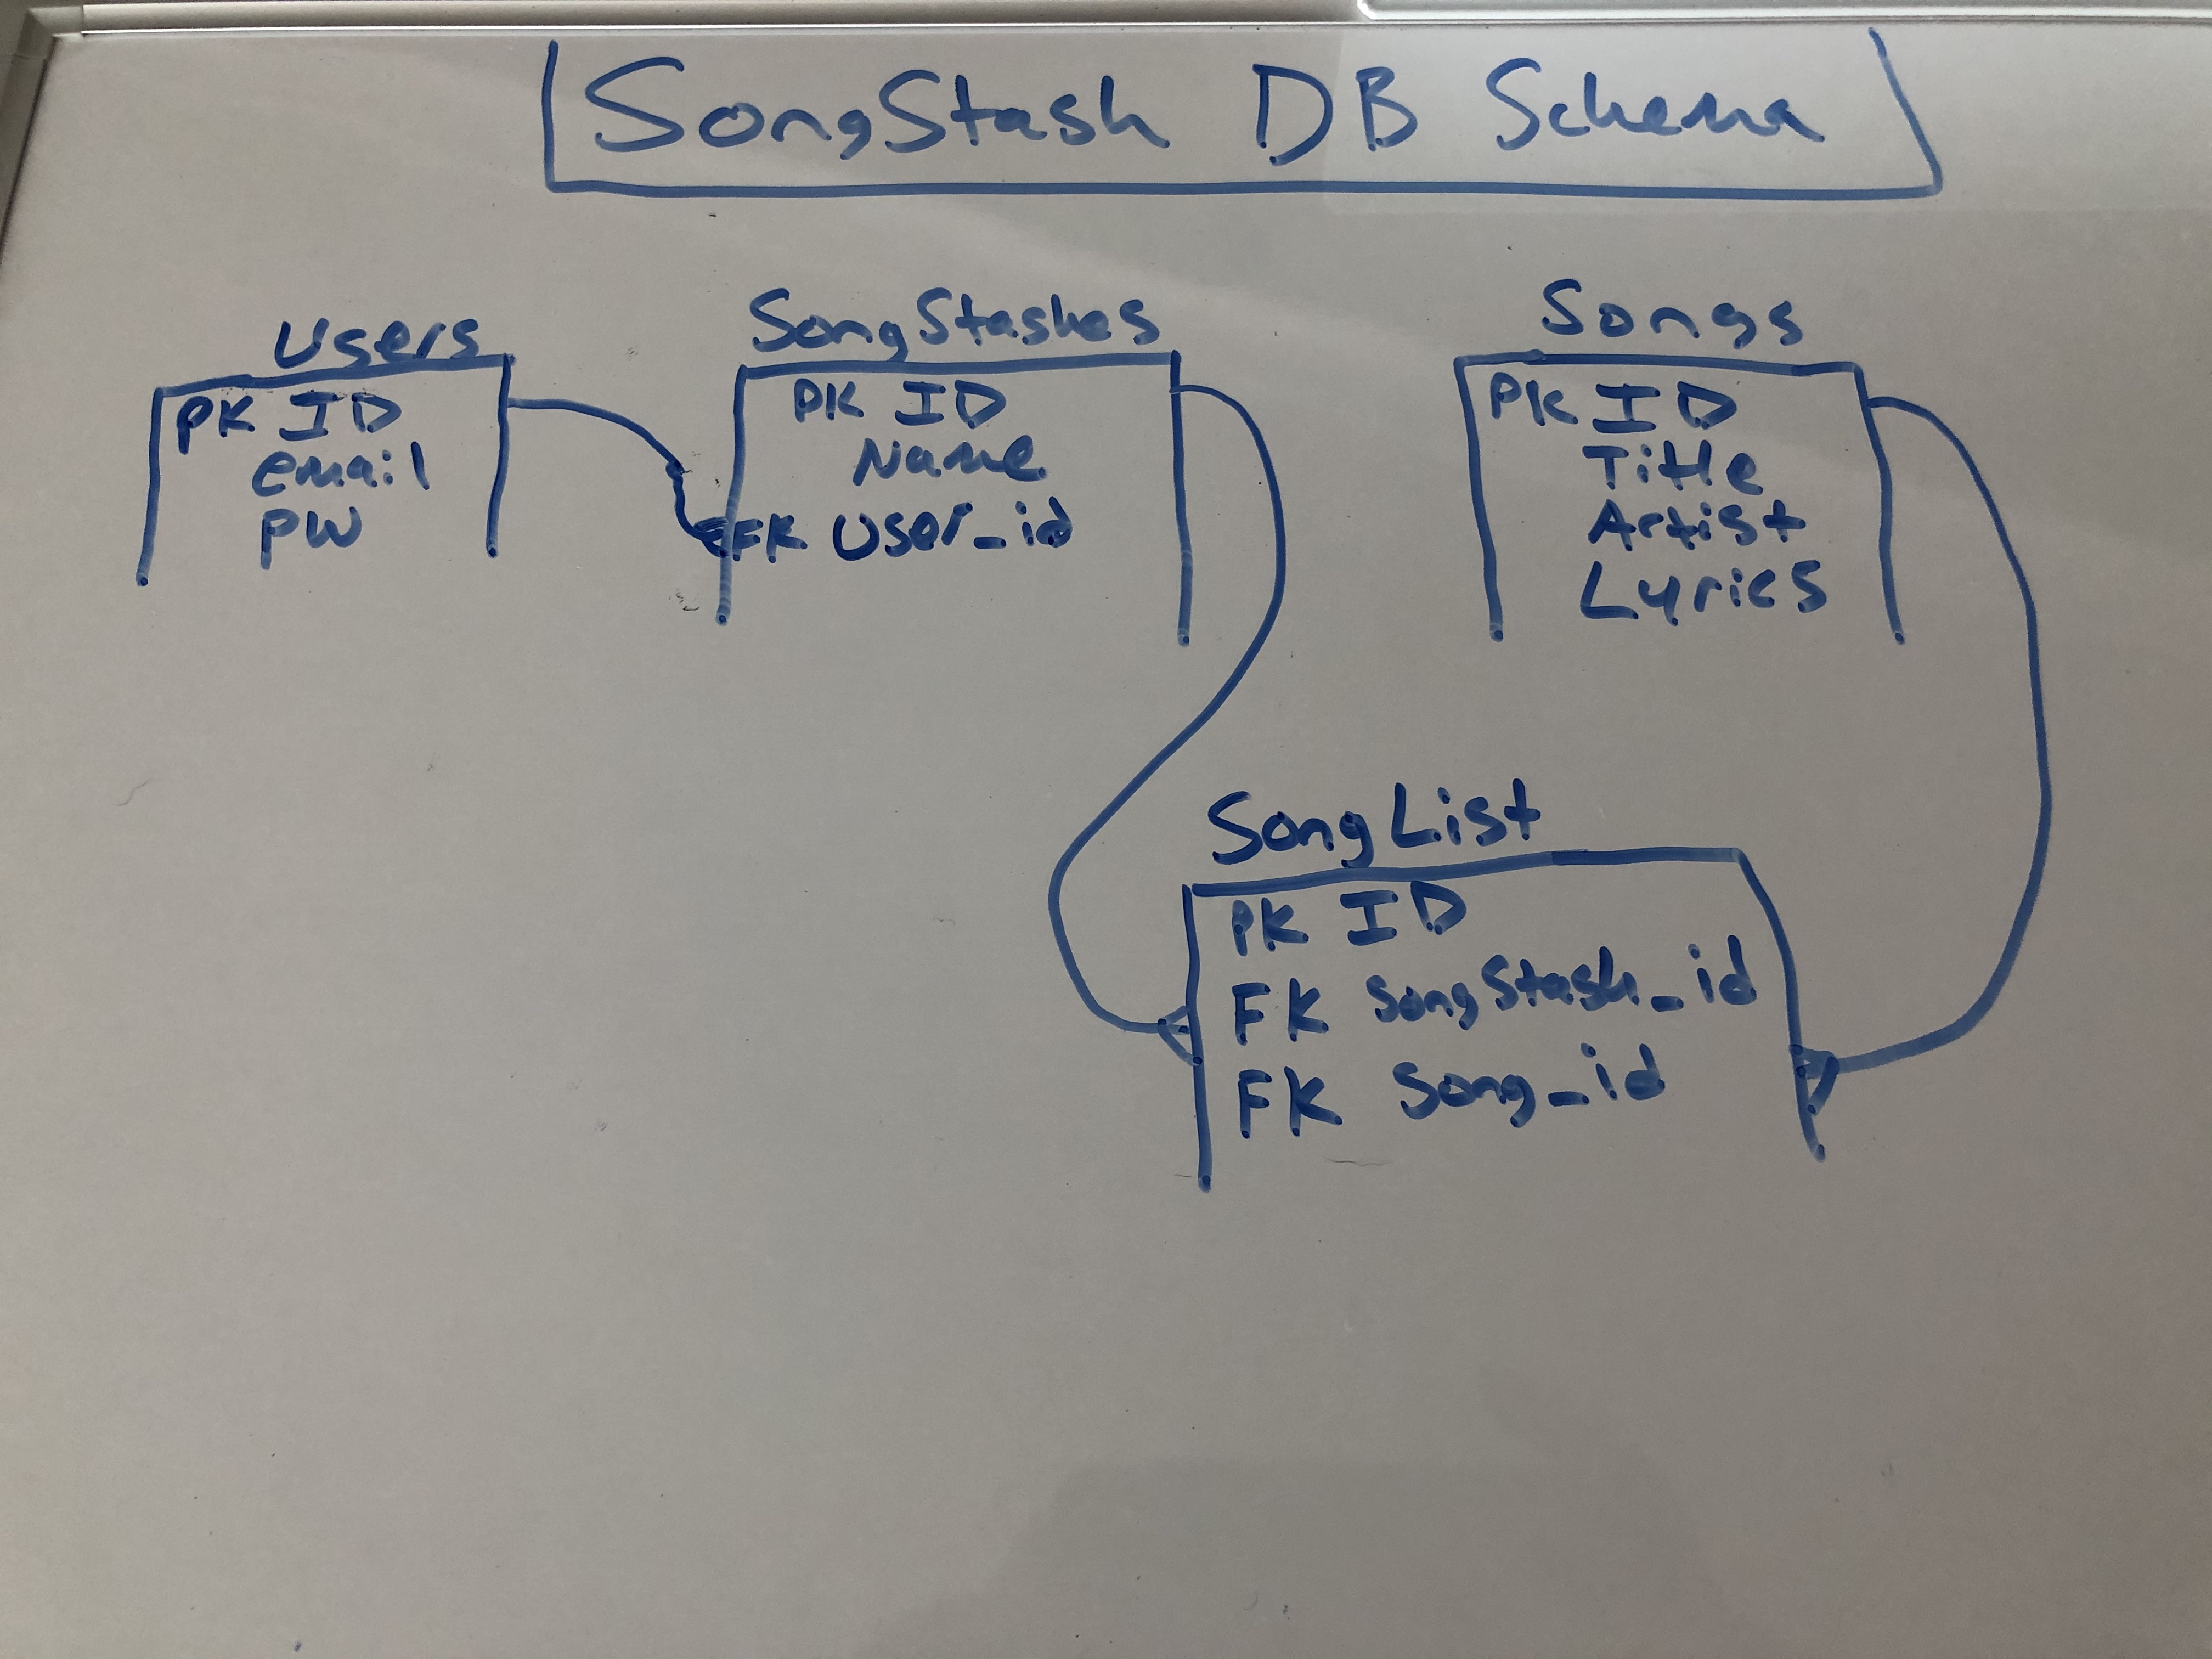 SongStash DB Schema
Users
PK ID
email
PW
SongStashes
PK ID
Name
FK User_id
Songs
PK ID
Title
Artist
Lyrics
SongList
PK ID
FK SongStash_id
FK Song_id